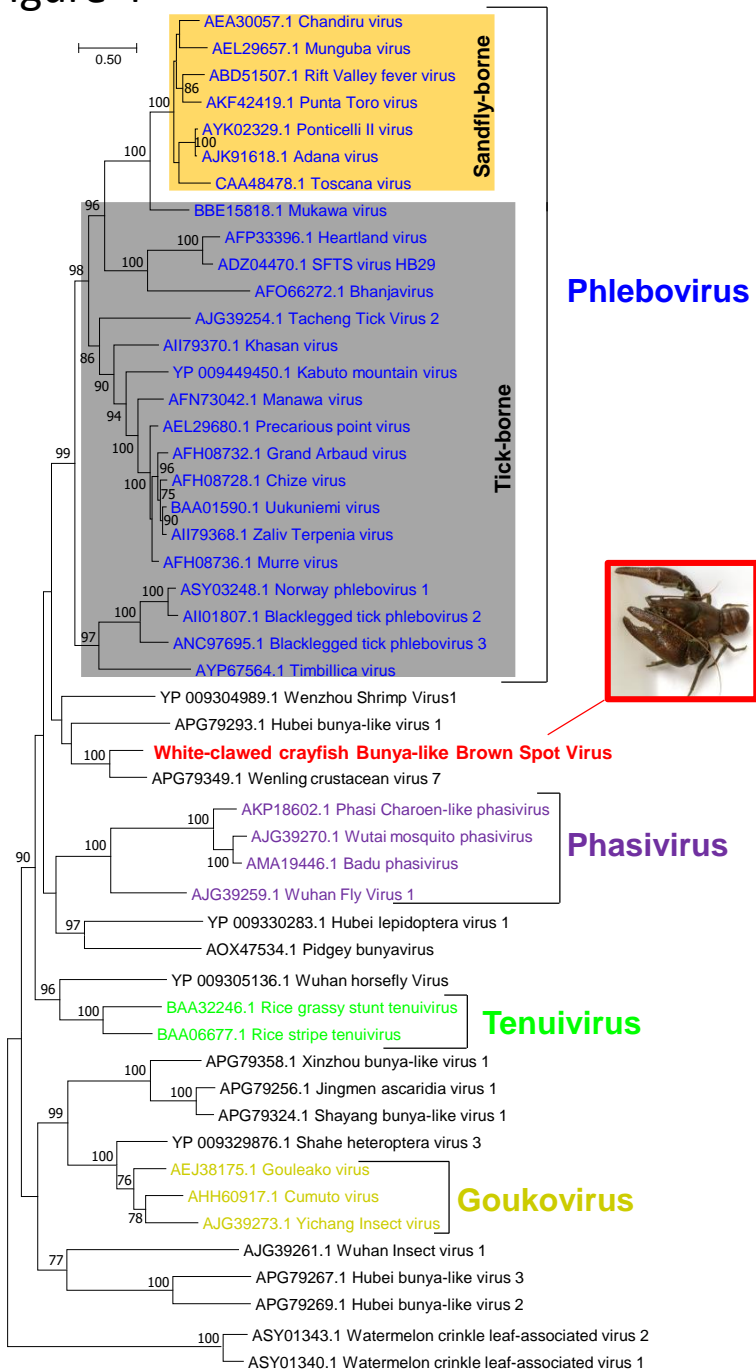 0.50
AEA30057.1 Chandiru virus
AEL29657.1 Munguba virus
ABD51507.1 Rift Valley fever virus
86
AKF42419.1 Punta Toro virus
100
AYK02329.1 Ponticelli II virus
100
AJK91618.1 Adana virus
CAA48478.1 Toscana virus
Sandfly-borne
100
BBE15818.1 Mukawa virus
96
AFP33396.1 Heartland virus
100
ADZ04470.1 SFTS virus HB29
100
AFO66272.1 Bhanjavirus
98
Phlebovirus
AJG39254.1 Tacheng Tick Virus 2
86
AII79370.1 Khasan virus
90
YP 009449450.1 Kabuto mountain virus
94
AFN73042.1 Manawa virus
100
AEL29680.1 Precarious point virus
AFH08732.1 Grand Arbaud virus
96
100
AFH08728.1 Chize virus
75
BAA01590.1 Uukuniemi virus
90
AII79368.1 Zaliv Terpenia virus
AFH08736.1 Murre virus
Tick-borne
99
ASY03248.1 Norway phlebovirus 1
100
AII01807.1 Blacklegged tick phlebovirus 2
100
ANC97695.1 Blacklegged tick phlebovirus 3
97
AYP67564.1 Timbillica virus
YP 009304989.1 Wenzhou Shrimp Virus1
APG79293.1 Hubei bunya-like virus 1
100
White-clawed crayfish Bunya-like Brown Spot Virus
APG79349.1 Wenling crustacean virus 7
AKP18602.1 Phasi Charoen-like phasivirus
100
AJG39270.1 Wutai mosquito phasivirus
100
AMA19446.1 Badu phasivirus
100
Phasivirus
AJG39259.1 Wuhan Fly Virus 1
90
YP 009330283.1 Hubei lepidoptera virus 1
97
AOX47534.1 Pidgey bunyavirus
YP 009305136.1 Wuhan horsefly Virus
96
BAA32246.1 Rice grassy stunt tenuivirus
100
BAA06677.1 Rice stripe tenuivirus
Tenuivirus
APG79358.1 Xinzhou bunya-like virus 1
100
APG79256.1 Jingmen ascaridia virus 1
100
APG79324.1 Shayang bunya-like virus 1
99
YP 009329876.1 Shahe heteroptera virus 3
100
AEJ38175.1 Gouleako virus
76
AHH60917.1 Cumuto virus
78
AJG39273.1 Yichang Insect virus
Goukovirus
AJG39261.1 Wuhan Insect virus 1
77
APG79267.1 Hubei bunya-like virus 3
100
APG79269.1 Hubei bunya-like virus 2
ASY01343.1 Watermelon crinkle leaf-associated virus 2
100
ASY01340.1 Watermelon crinkle leaf-associated virus 1